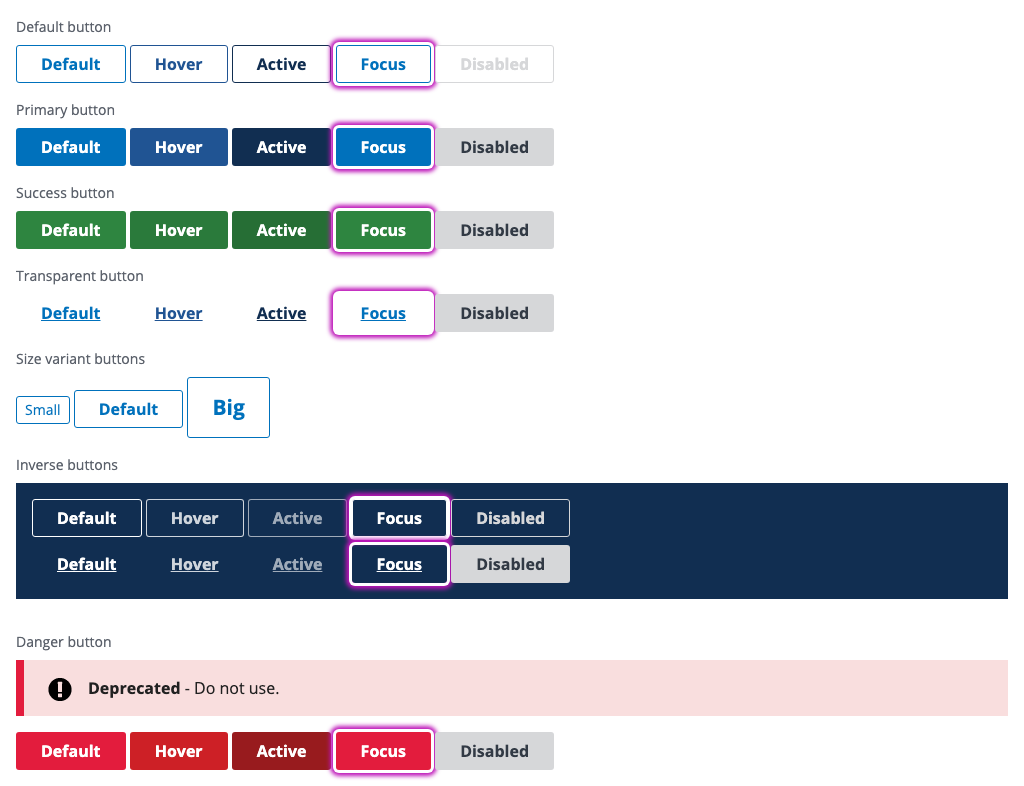 Default button
Default Hover Active Focus Disabled
Primary button
Default Hover Active Focus Disabled
Success button
Default Hover Active Focus Disabled
Transparent button
Default Hover Active Focus Disabled
Size variant buttons
Small Default Big
Inverse buttons
Default Hover Active Focus Disabled
Default Hover Active Focus Disabled
Danger button
Deprecated - Do not use.
Default Hover Active Focus Disabled